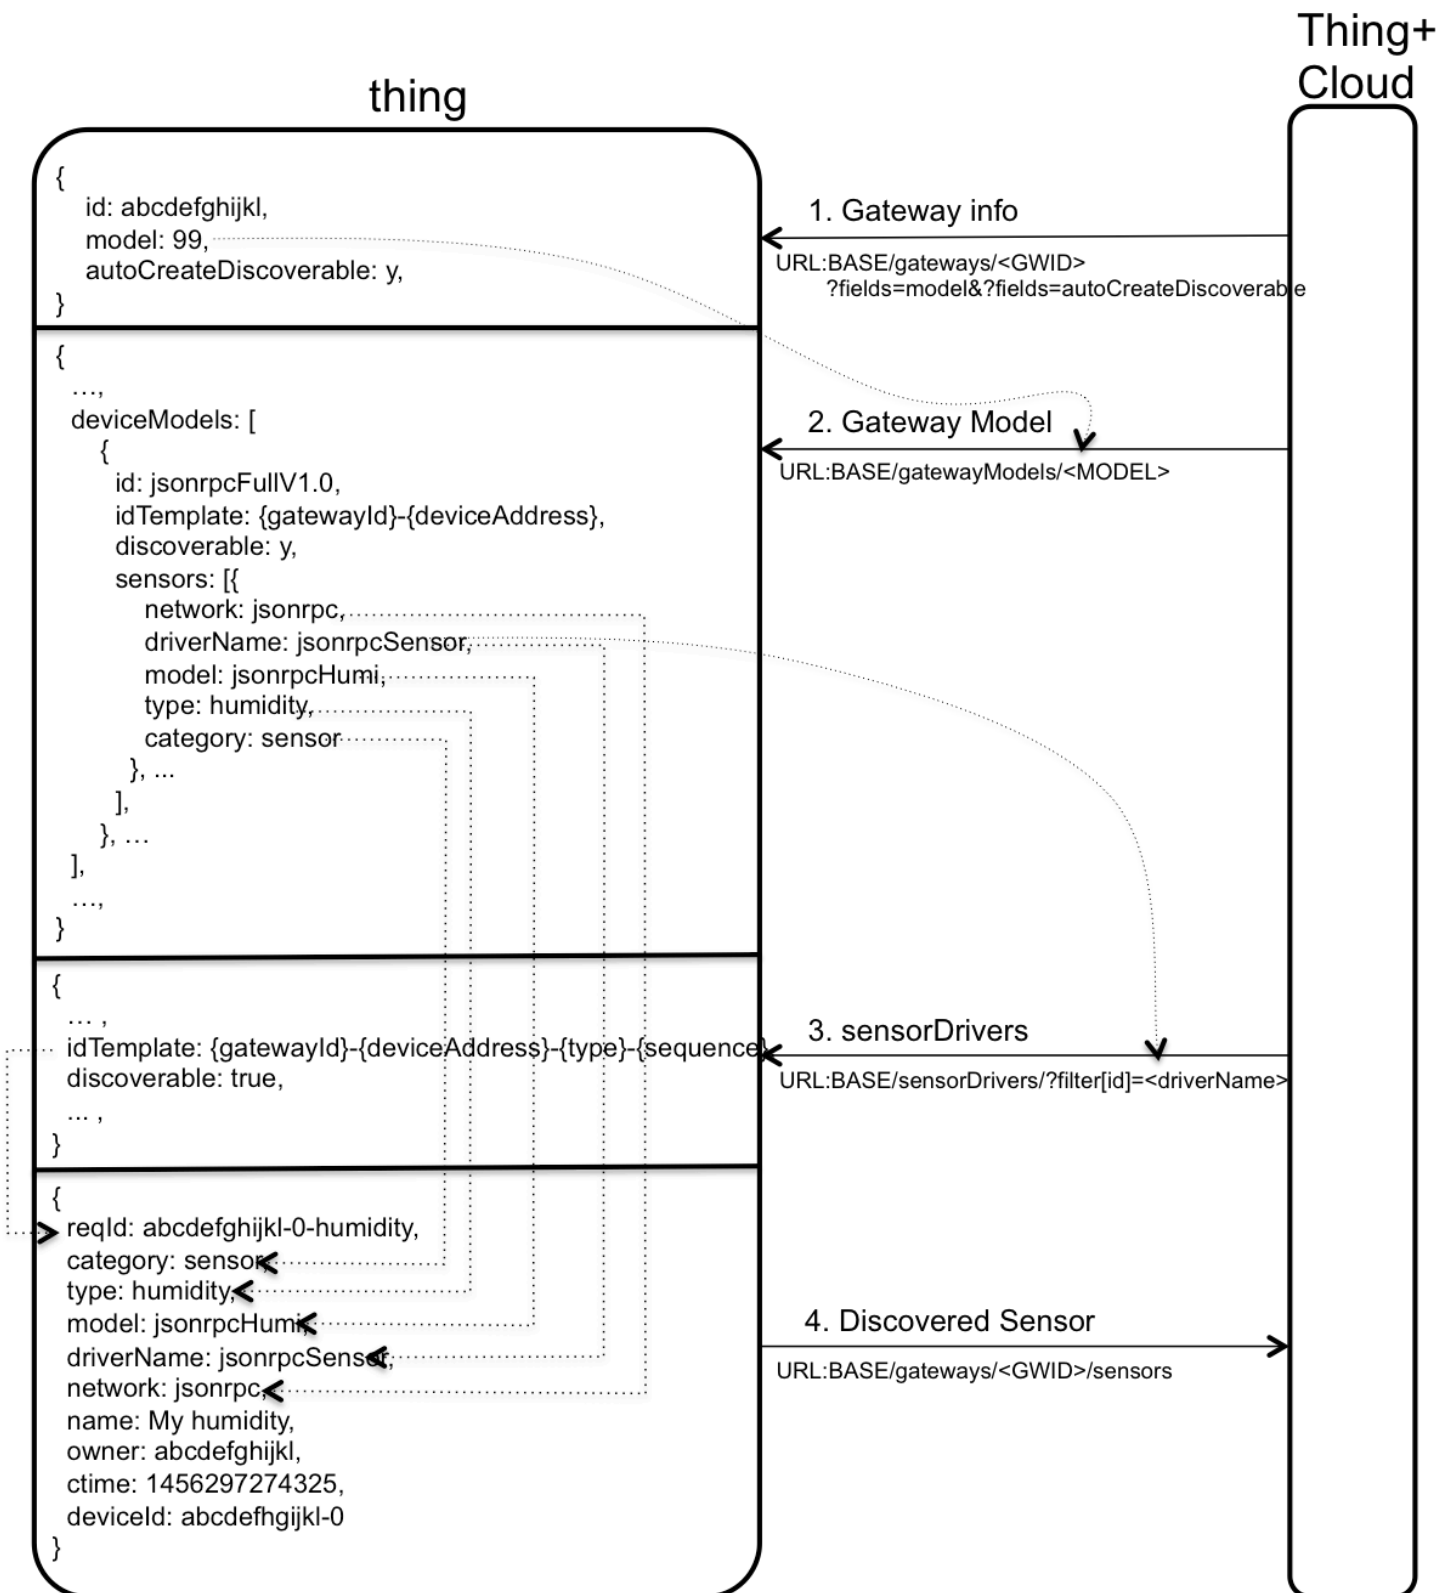 Thing+
Cloud
thing
{
id: abcdefghijkl,
model: 99,
autoCreateDiscoverable: y,
}
1. Gateway info
URL:BASE/gateways/<GWID>
?fields=model&?fields=autoCreateDiscoverable
{
…,
deviceModels: [
{
id: jsonrpcFullV1.0,
idTemplate: {gatewayId}-{deviceAddress},
discoverable: y,
sensors: [{
network: jsonrpc,
driverName: jsonrpcSensor,
model: jsonrpcHumi,
type: humidity,
category: sensor
}, ...
],
}, …
],
…,
}
2. Gateway Model
URL:BASE/gatewayModels/<MODEL>
{
... ,
idTemplate: {gatewayId}-{deviceAddress}-{type}-{sequence}
discoverable: true,
... ,
}
3. sensorDrivers
URL:BASE/sensorDrivers/?filter[id]=<driverName>
{
reqId: abcdefghijkl-0-humidity,
category: sensor,
type: humidity,
model: jsonrpcHumi,
driverName: jsonrpcSensor,
network: jsonrpc,
name: My humidity,
owner: abcdefghijkl,
ctime: 1456297274325,
deviceId: abcdefhgijkl-0
}
4. Discovered Sensor
URL:BASE/gateways/<GWID>/sensors